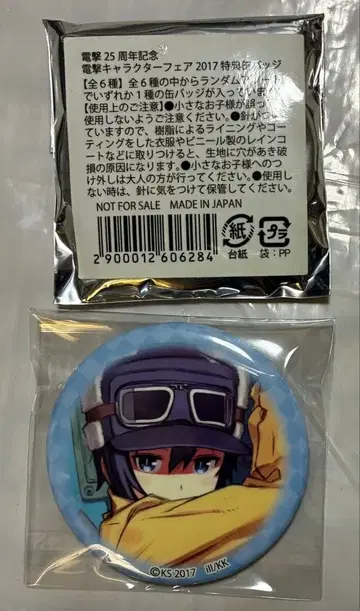 電撃 25 周年記念
電撃キャラクターフェア 2017 特典缶バッジ
【全6種】全6種の中からランダムで
でいずれか1種の缶バッジが入っています
【使用上のご注意】●小さなお子様が誤って
使用しないようご注意ください。●針がつい
ていますので、樹脂によるライニングやコー
ティングをした衣服やビニール製のレインコ
ートなどに取りつけると、生地に穴があき破
損の原因になります。●小さなお子様へのつ
け外しは大人の方が行ってください。●使用し
ない時は、針に気をつけて保管してください。
NOT FOR SALE MADE IN JAPAN
2900012606284
紙
台紙
プラ
袋:PP
©KS 2017 ill/KK